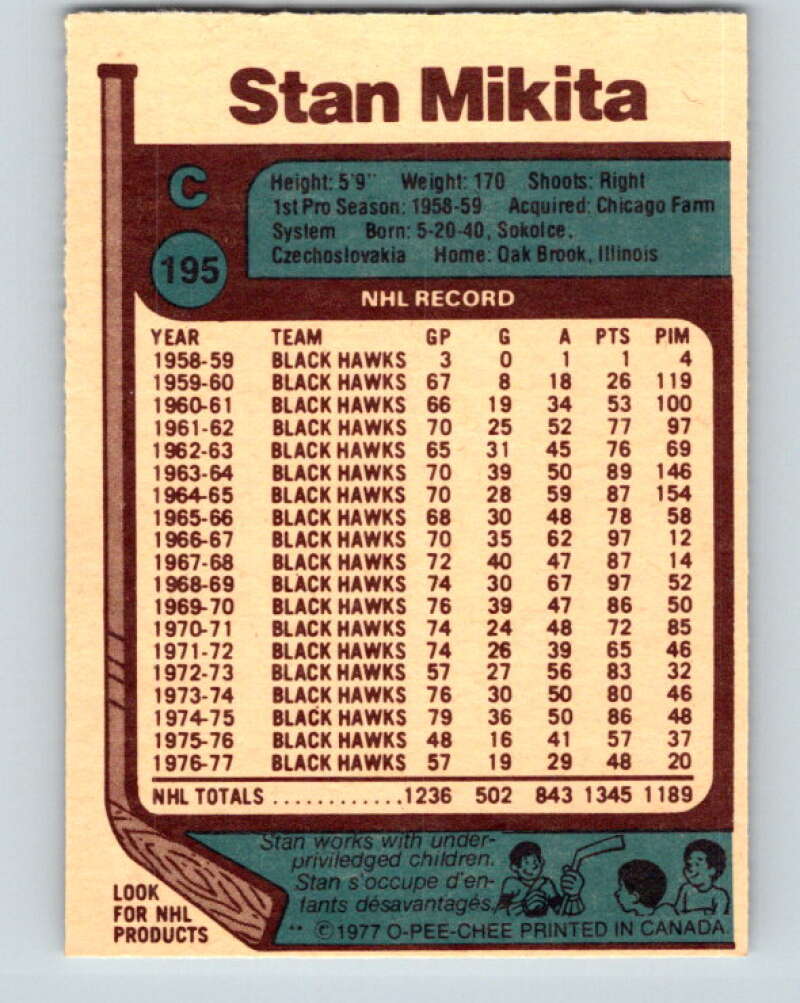 Stan Mikita
C
195
Height: 5'9" Weight: 170 Shoots: Right
1st Pro Season: 1958-59 Acquired: Chicago Farm
System Born: 5-20-40, Sokolce,
Czechoslovakia Home: Oak Brook, Illinois
NHL RECORD
YEAR TEAM GP G A PTS PIM
1958-59 BLACK HAWKS 3 0 1 1 4
1959-60 BLACK HAWKS 67 8 18 26 119
1960-61 BLACK HAWKS 66 19 34 53 100
1961-62 BLACK HAWKS 70 25 52 77 97
1962-63 BLACK HAWKS 65 31 45 76 69
1963-64 BLACK HAWKS 70 39 50 89 146
1964-65 BLACK HAWKS 70 28 59 87 154
1965-66 BLACK HAWKS 68 30 48 78 58
1966-67 BLACK HAWKS 70 35 62 97 12
1967-68 BLACK HAWKS 72 40 47 87 14
1968-69 BLACK HAWKS 74 30 67 97 52
1969-70 BLACK HAWKS 76 39 47 86 50
1970-71 BLACK HAWKS 74 24 48 72 85
1971-72 BLACK HAWKS 74 26 39 65 46
1972-73 BLACK HAWKS 57 27 56 83 32
1973-74 BLACK HAWKS 76 30 50 80 46
1974-75 BLACK HAWKS 79 36 50 86 48
1975-76 BLACK HAWKS 48 16 41 57 37
1976-77 BLACK HAWKS 57 19 29 48 20
NHL TOTALS ............1236 502 843 1345 1189
Stan works with under-
priviledged children.
Stan s'occupe d'en-
fants désavantagés.
LOOK
FOR NHL
PRODUCTS
** ©1977 O-PEE-CHEE PRINTED IN CANADA